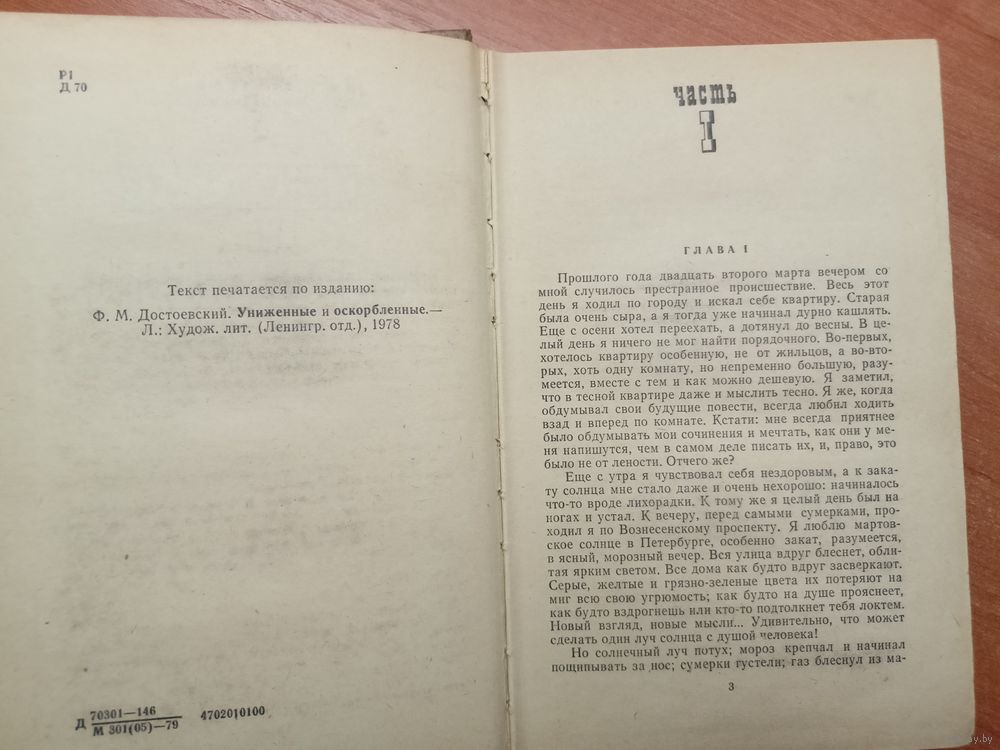 Р1
Д 70
Текст печатается по изданию:
Ф. М. Достоевский. Униженные и оскорбленные.—
Л.: Худож. лит. (Ленингр. отд.), 1978
Д 70301—146
М 301(05)—79 4702010100
часть
I
ГЛАВА I
Прошлого года двадцать второго марта вечером со
мной случилось престранное происшествие. Весь этот
день я ходил по городу и искал себе квартиру. Старая
была очень сыра, а я тогда уже начинал дурно кашлять.
Еще с осени хотел переехать, а дотянул до весны. В це-
лый день я ничего не мог найти порядочного. Во-первых,
хотелось квартиру особенную, не от жильцов, а во-вто-
рых, хоть одну комнату, но непременно большую, разу-
меется, вместе с тем и как можно дешевую. Я заметил,
что в тесной квартире даже и мыслить тесно. Я же, когда
обдумывал свои будущие повести, всегда любил ходить
взад и вперед по комнате. Кстати: мне всегда приятнее
было обдумывать мои сочинения и мечтать, как они у ме-
ня напишутся, чем в самом деле писать их, и, право, это
было не от лености. Отчего же?
Еще с утра я чувствовал себя нездоровым, а к зака-
ту солнца мне стало даже и очень нехорошо: начиналось
что-то вроде лихорадки. К тому же я целый день был на
ногах и устал. К вечеру, перед самыми сумерками, про-
ходил я по Вознесенскому проспекту. Я люблю мартов-
ское солнце в Петербурге, особенно закат, разумеется,
в ясный, морозный вечер. Вся улица вдруг блеснет, обли-
тая ярким светом. Все дома как будто вдруг засверкают.
Серые, желтые и грязно-зеленые цвета их потеряют на
миг всю свою угрюмость; как будто на душе прояснеет,
как будто вздрогнешь или кто-то подтолкнет тебя локтем.
Новый взгляд, новые мысли... Удивительно, что может
сделать один луч солнца с душой человека!
Но солнечный луч потух; мороз крепчал и начинал
пощипывать за нос; сумерки густели; газ блеснул из ма-
3